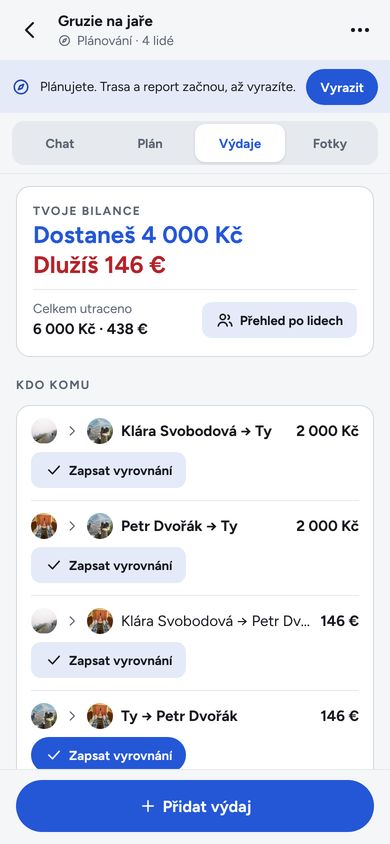 Gruzie na jaře
Plánování · 4 lidé
Plánujete. Trasa a report začnou, až vyrazíte.
Vyrazit
Chat
Plán
Výdaje
Fotky
TVOJE BILANCE
Dostaneš 4 000 Kč
Dlužíš 146 €
Celkem utraceno
6 000 Kč · 438 €
Přehled po lidech
KDO KOMU
Klára Svobodová → Ty 2 000 Kč
Zapsat vyrovnání
Petr Dvořák → Ty 2 000 Kč
Zapsat vyrovnání
Klára Svobodová → Petr Dv... 146 €
Zapsat vyrovnání
Ty → Petr Dvořák 146 €
Zapsat vyrovnání
+ Přidat výdaj